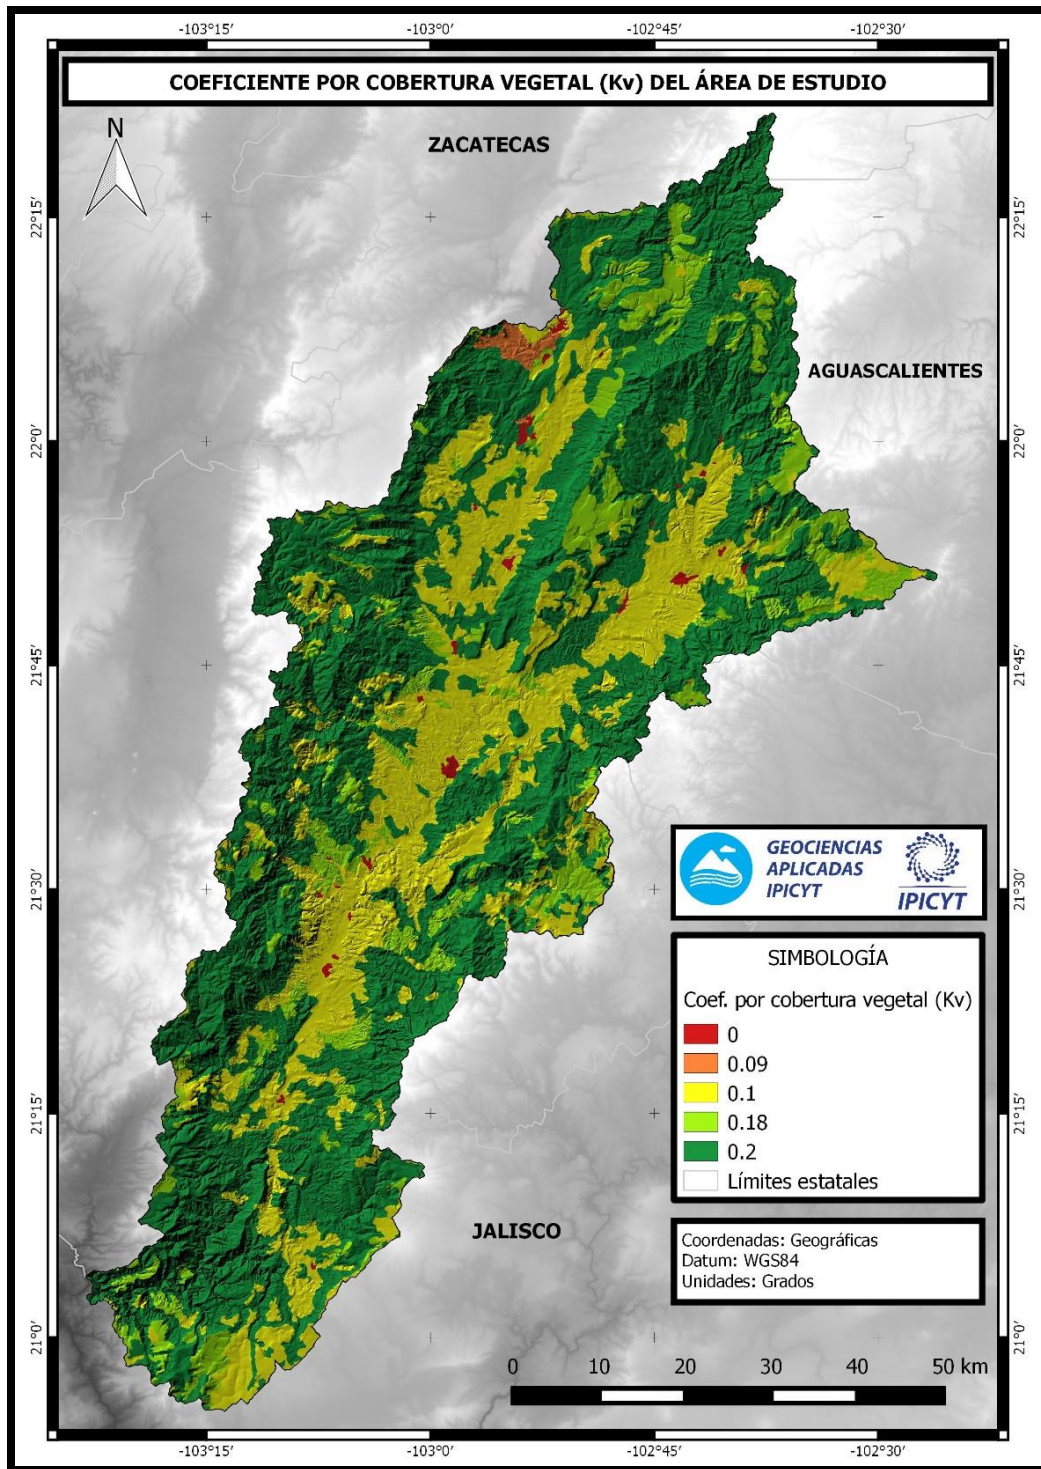 -103°15′ -103°0′ -102°45′ -102°30′
COEFICIENTE POR COBERTURA VEGETAL (Kv) DEL ÁREA DE ESTUDIO
N
ZACATECAS
22°15′ 22°15′
AGUASCALIENTES
22°0′ 22°0′
21°45′ 21°45′
GEOCIENCIAS
APLICADAS
IPICYT
IPICYT
21°30′ 21°30′
SIMBOLOGÍA
Coef. por cobertura vegetal (Kv)
0
0.09
0.1
0.18
0.2
Límites estatales
21°15′ 21°15′
JALISCO
Coordenadas: Geográficas
Datum: WGS84
Unidades: Grados
21°0′ 21°0′
0 10 20 30 40 50 km
-103°15′ -103°0′ -102°45′ -102°30′